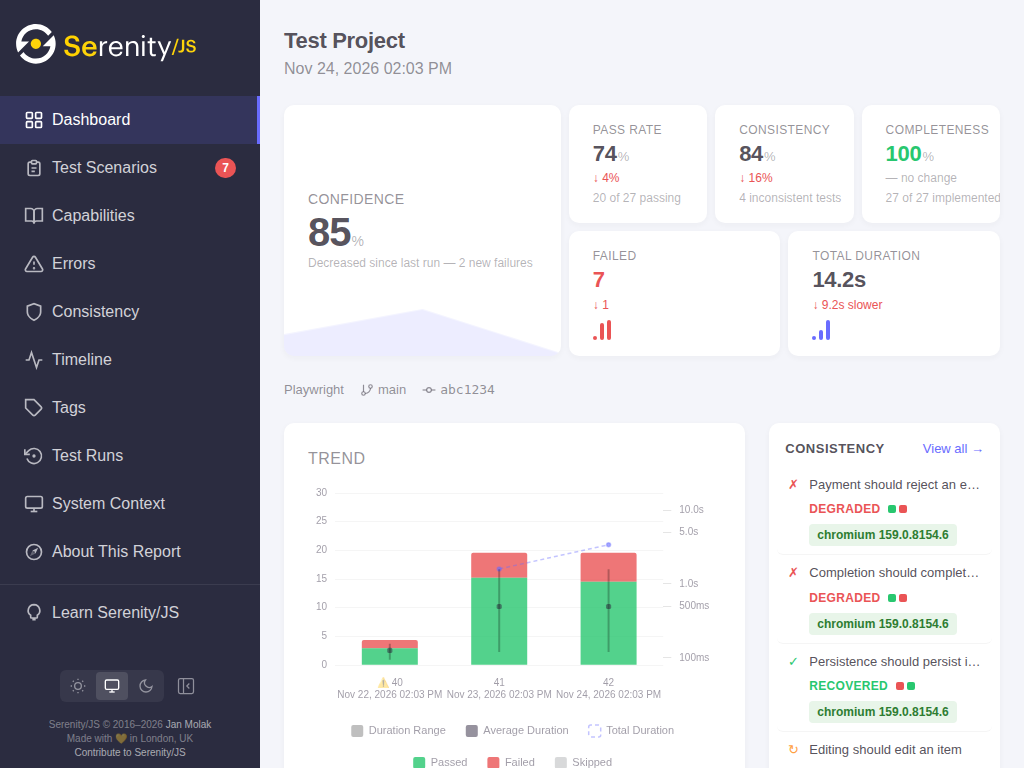 Serenity/JS
Dashboard
Test Scenarios 7
Capabilities
Errors
Consistency
Timeline
Tags
Test Runs
System Context
About This Report
Learn Serenity/JS
Serenity/JS © 2016–2026 Jan Molak
Made with 💛 in London, UK
Contribute to Serenity/JS
Test Project
Nov 24, 2026 02:03 PM
CONFIDENCE
85%
Decreased since last run — 2 new failures
PASS RATE
74%
↓ 4%
20 of 27 passing
CONSISTENCY
84%
↓ 16%
4 inconsistent tests
COMPLETENESS
100%
— no change
27 of 27 implemented
FAILED
7
↓ 1
TOTAL DURATION
14.2s
↓ 9.2s slower
Playwright main abc1234
TREND
30
25
20
15
10
5
0
10.0s
5.0s
1.0s
500ms
100ms
⚠️ 40
Nov 22, 2026 02:03 PM
41
Nov 23, 2026 02:03 PM
42
Nov 24, 2026 02:03 PM
Duration Range Average Duration Total Duration
Passed Failed Skipped
CONSISTENCY View all →
✗ Payment should reject an e…
DEGRADED
chromium 159.0.8154.6
✗ Completion should complet…
DEGRADED
chromium 159.0.8154.6
✓ Persistence should persist i…
RECOVERED
chromium 159.0.8154.6
↻ Editing should edit an item